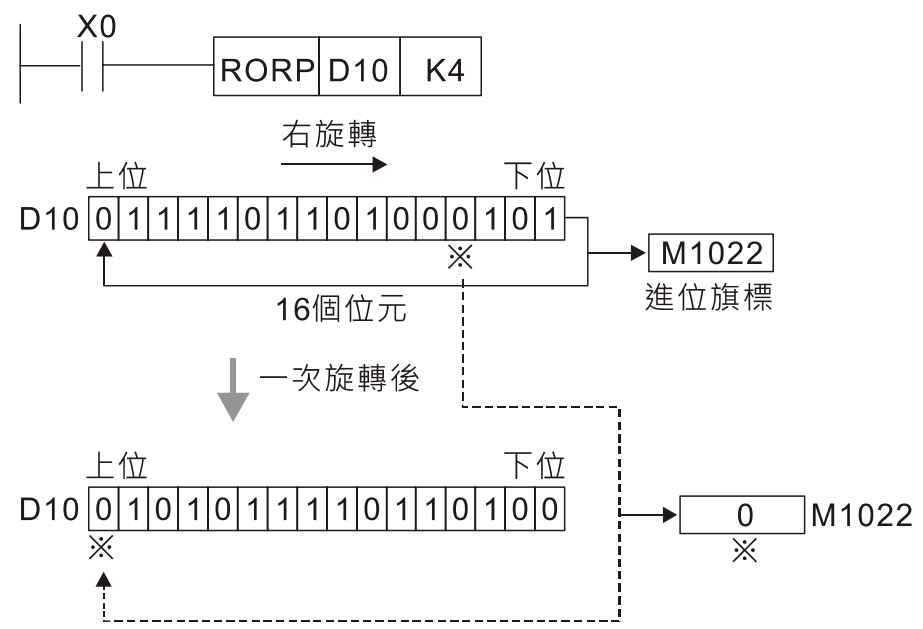 X0
RORP D10 K4
右旋轉
上位 下位
D10 0 1 1 1 1 0 1 1 0 1 0 0 0 1 0 1
※
M1022
16個位元
進位旗標
一次旋轉後
上位 下位
D10 0 1 0 1 0 1 1 1 1 0 1 1 0 1 0 0
0 M1022
※ ※